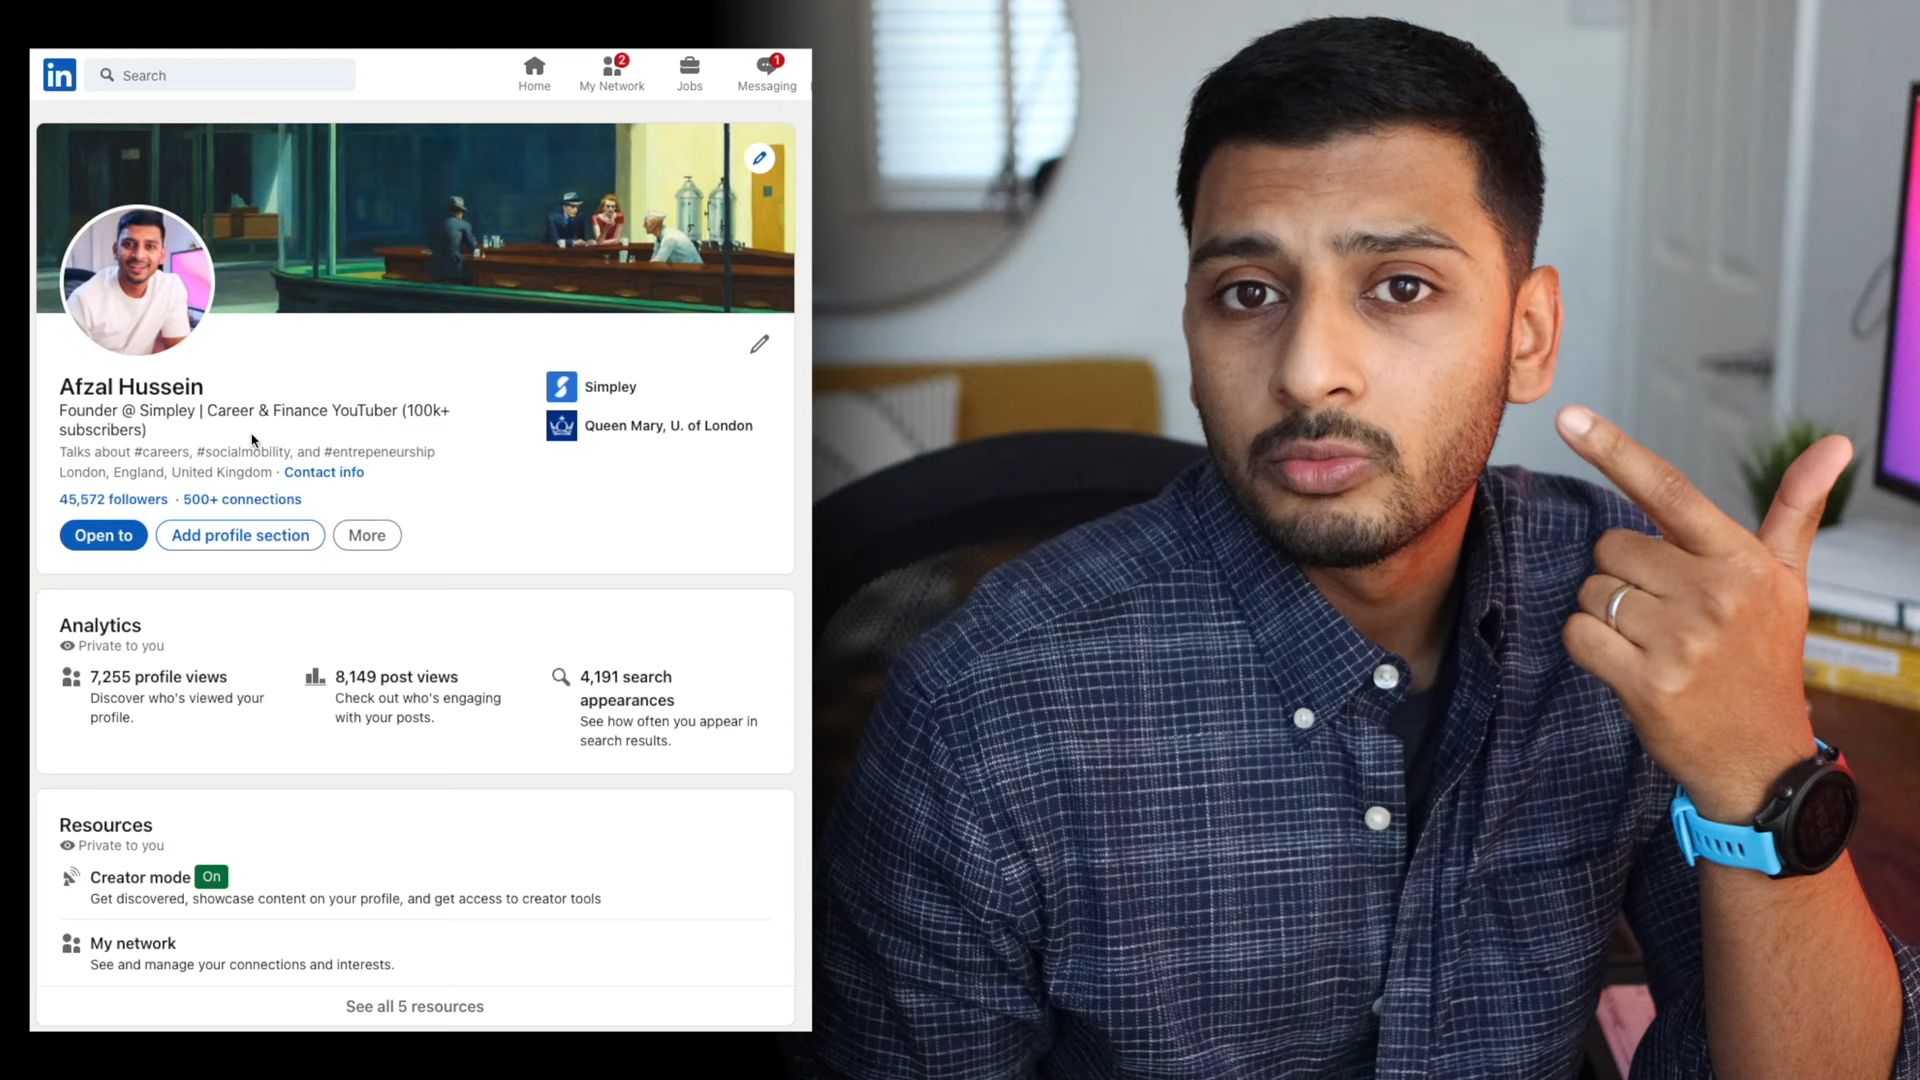 in
Search
Home
2
My Network
Jobs
1
Messaging
Afzal Hussein
Founder @ Simpley | Career & Finance YouTuber (100k+
subscribers)
Talks about #careers, #socialmobility, and #entrepeneurship
London, England, United Kingdom · Contact info
45,572 followers · 500+ connections
Open to
Add profile section
More
Simpley
Queen Mary, U. of London
Analytics
Private to you
7,255 profile views
Discover who's viewed your
profile.
8,149 post views
Check out who's engaging
with your posts.
4,191 search
appearances
See how often you appear in
search results.
Resources
Private to you
Creator mode On
Get discovered, showcase content on your profile, and get access to creator tools
My network
See and manage your connections and interests.
See all 5 resources